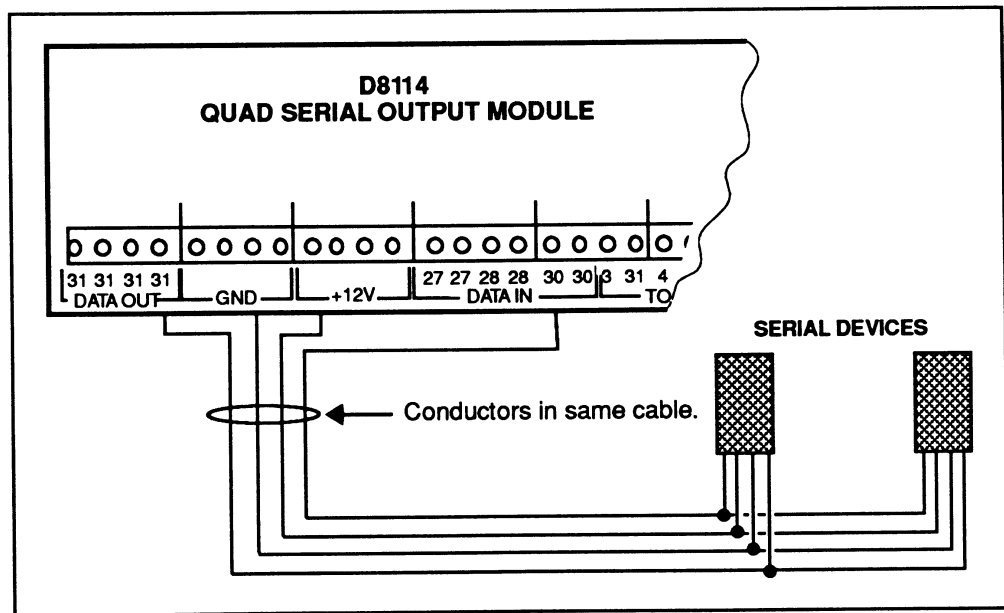 D8114
QUAD SERIAL OUTPUT MODULE
31 31 31 31 27 27 28 28 30 30 3 31 4
DATA OUT GND +12V DATA IN TO
SERIAL DEVICES
Conductors in same cable.